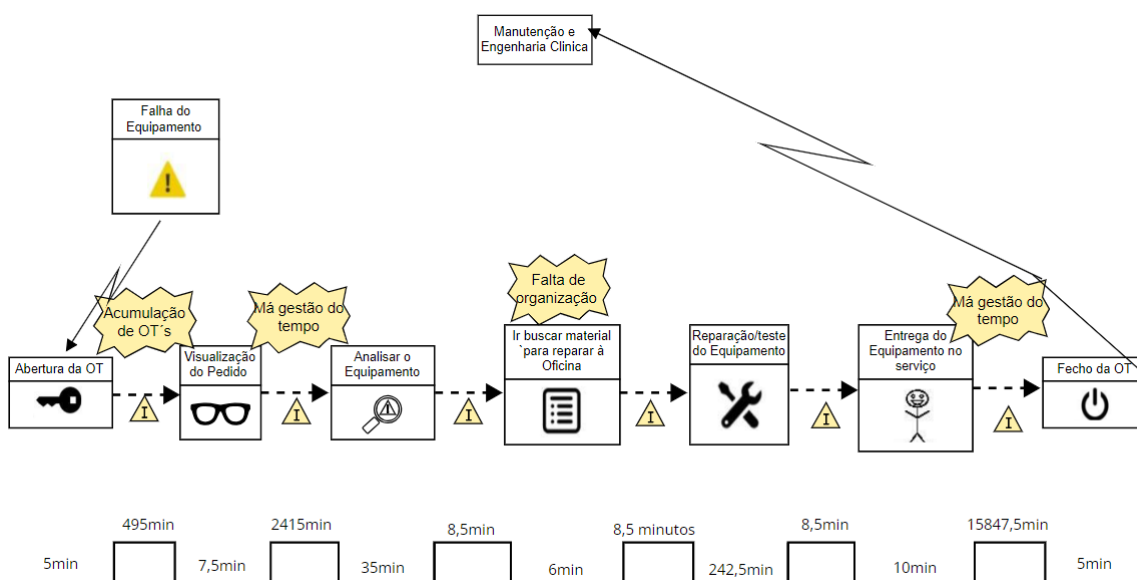 Manutenção e
Engenharia Clinica
Falha do
Equipamento
Acumulação
de OT´s
Má gestão do
tempo
Falta de
organização
Má gestão do
tempo
Abertura da OT
I
Visualização
do Pedido
I
Analisar o
Equipamento
I
Ir buscar material
`para reparar à
Oficina
I
Reparação/teste
do Equipamento
I
Entrega do
Equipamento no
serviço
I
Fecho da OT
5min
495min
7,5min
2415min
35min
8,5min
6min
8,5 minutos
242,5min
8,5min
10min
15847,5min
5min